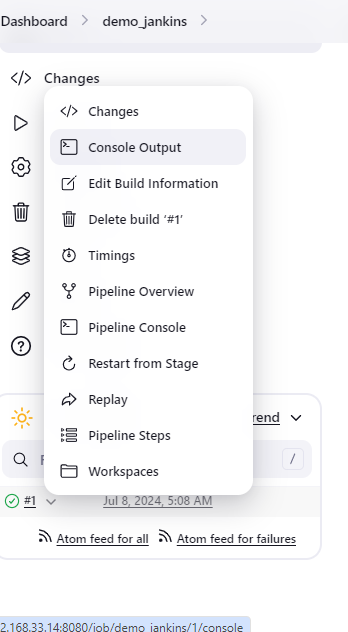 Dashboard > demo_jankins >
Changes
Changes
Console Output
Edit Build Information
Delete build ‘#1’
Timings
Pipeline Overview
Pipeline Console
Restart from Stage
Replay
Pipeline Steps
Workspaces
rend
/
#1 Jul 8, 2024, 5:08 AM
Atom feed for all Atom feed for failures
2.168.33.14:8080/job/demo_jankins/1/console